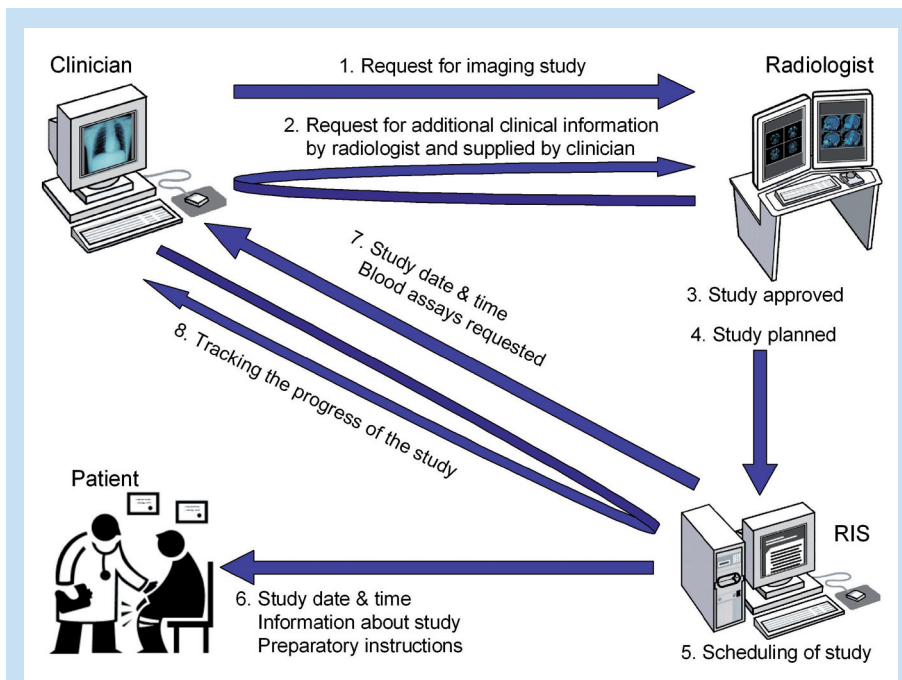 Clinician
1. Request for imaging study
Radiologist
2. Request for additional clinical information
by radiologist and supplied by clinician
3. Study approved
4. Study planned
7. Study date & time
Blood assays requested
8. Tracking the progress of the study
Patient
RIS
6. Study date & time
Information about study
Preparatory instructions
5. Scheduling of study